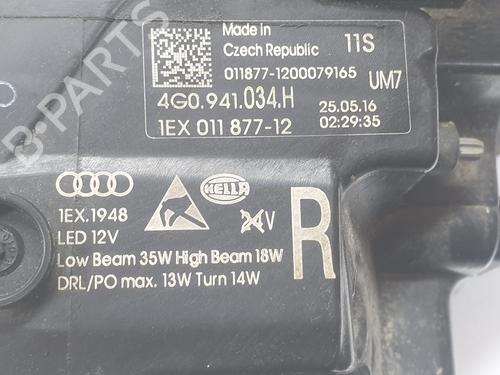 Made in
Czech Republic 11S
011877-1200079165
UM7
4G0.941.034.H 25.05.16
1EX 011 877-12 02:29:35
HELLA
1EX.1948
24V
LED 12V
R
Low Beam 35W High Beam 18W
DRL/PO max. 13W Turn 14W
B-PARTS